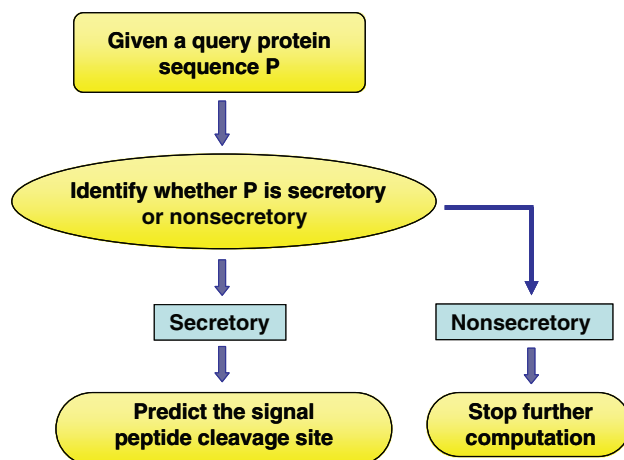 Given a query protein
sequence P
Identify whether P is secretory
or nonsecretory
Secretory
Nonsecretory
Predict the signal
peptide cleavage site
Stop further
computation